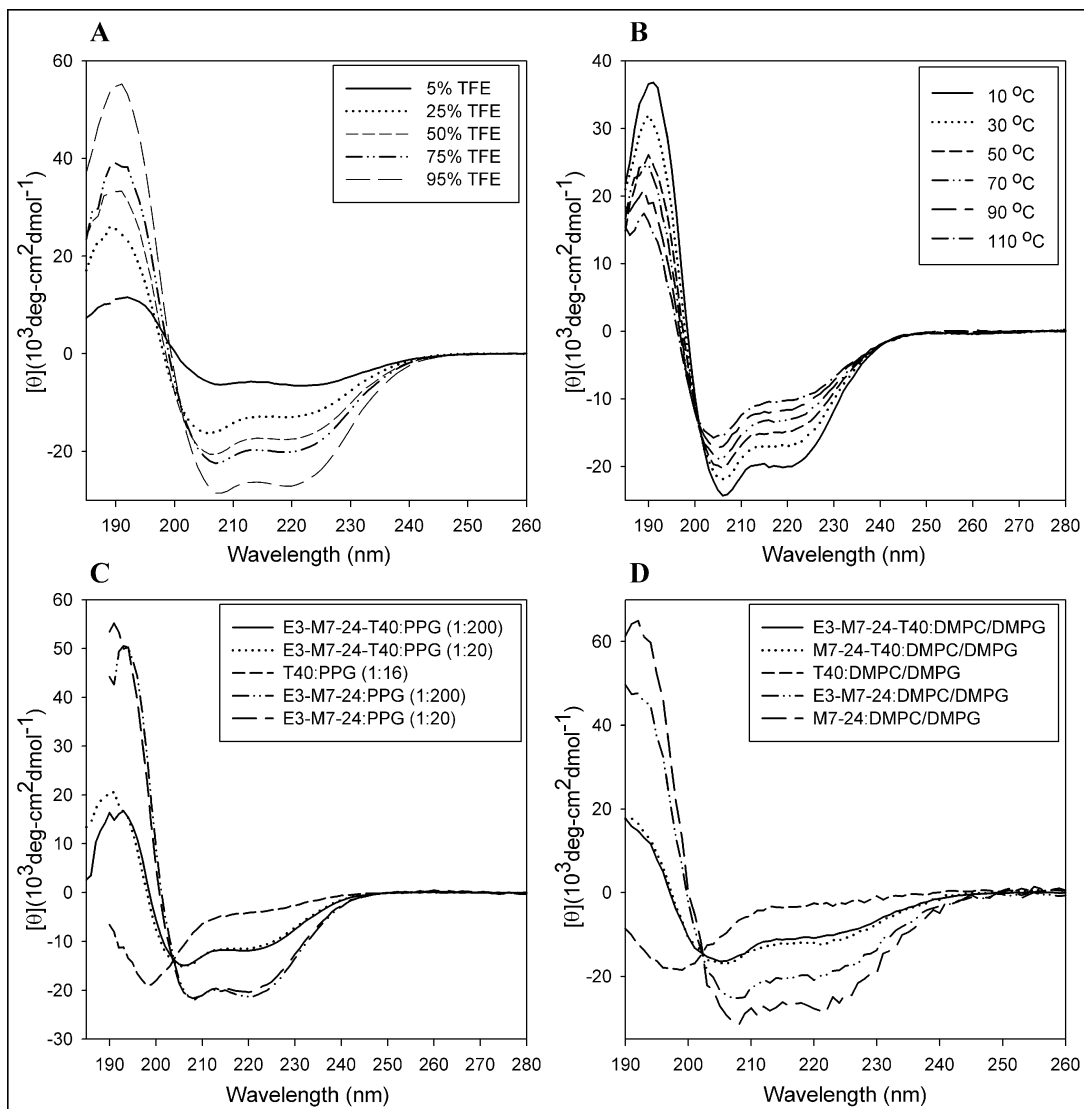 A
[θ](10³deg-cm²dmol⁻¹)
60
40
20
0
-20
5% TFE
25% TFE
50% TFE
75% TFE
95% TFE
190 200 210 220 230 240 250 260
Wavelength (nm)
B
[θ](10³deg-cm²dmol⁻¹)
40
30
20
10
0
-10
-20
10 ᴼC
30 ᴼC
50 ᴼC
70 ᴼC
90 ᴼC
110 ᴼC
190 200 210 220 230 240 250 260 270 280
Wavelength (nm)
C
[θ](10³deg-cm²dmol⁻¹)
60
50
40
30
20
10
0
-10
-20
-30
E3-M7-24-T40:PPG (1:200)
E3-M7-24-T40:PPG (1:20)
T40:PPG (1:16)
E3-M7-24:PPG (1:200)
E3-M7-24:PPG (1:20)
190 200 210 220 230 240 250 260 270 280
Wavelength (nm)
D
[θ](10³deg-cm²dmol⁻¹)
60
40
20
0
-20
E3-M7-24-T40:DMPC/DMPG
M7-24-T40:DMPC/DMPG
T40:DMPC/DMPG
E3-M7-24:DMPC/DMPG
M7-24:DMPC/DMPG
190 200 210 220 230 240 250 260
Wavelength (nm)